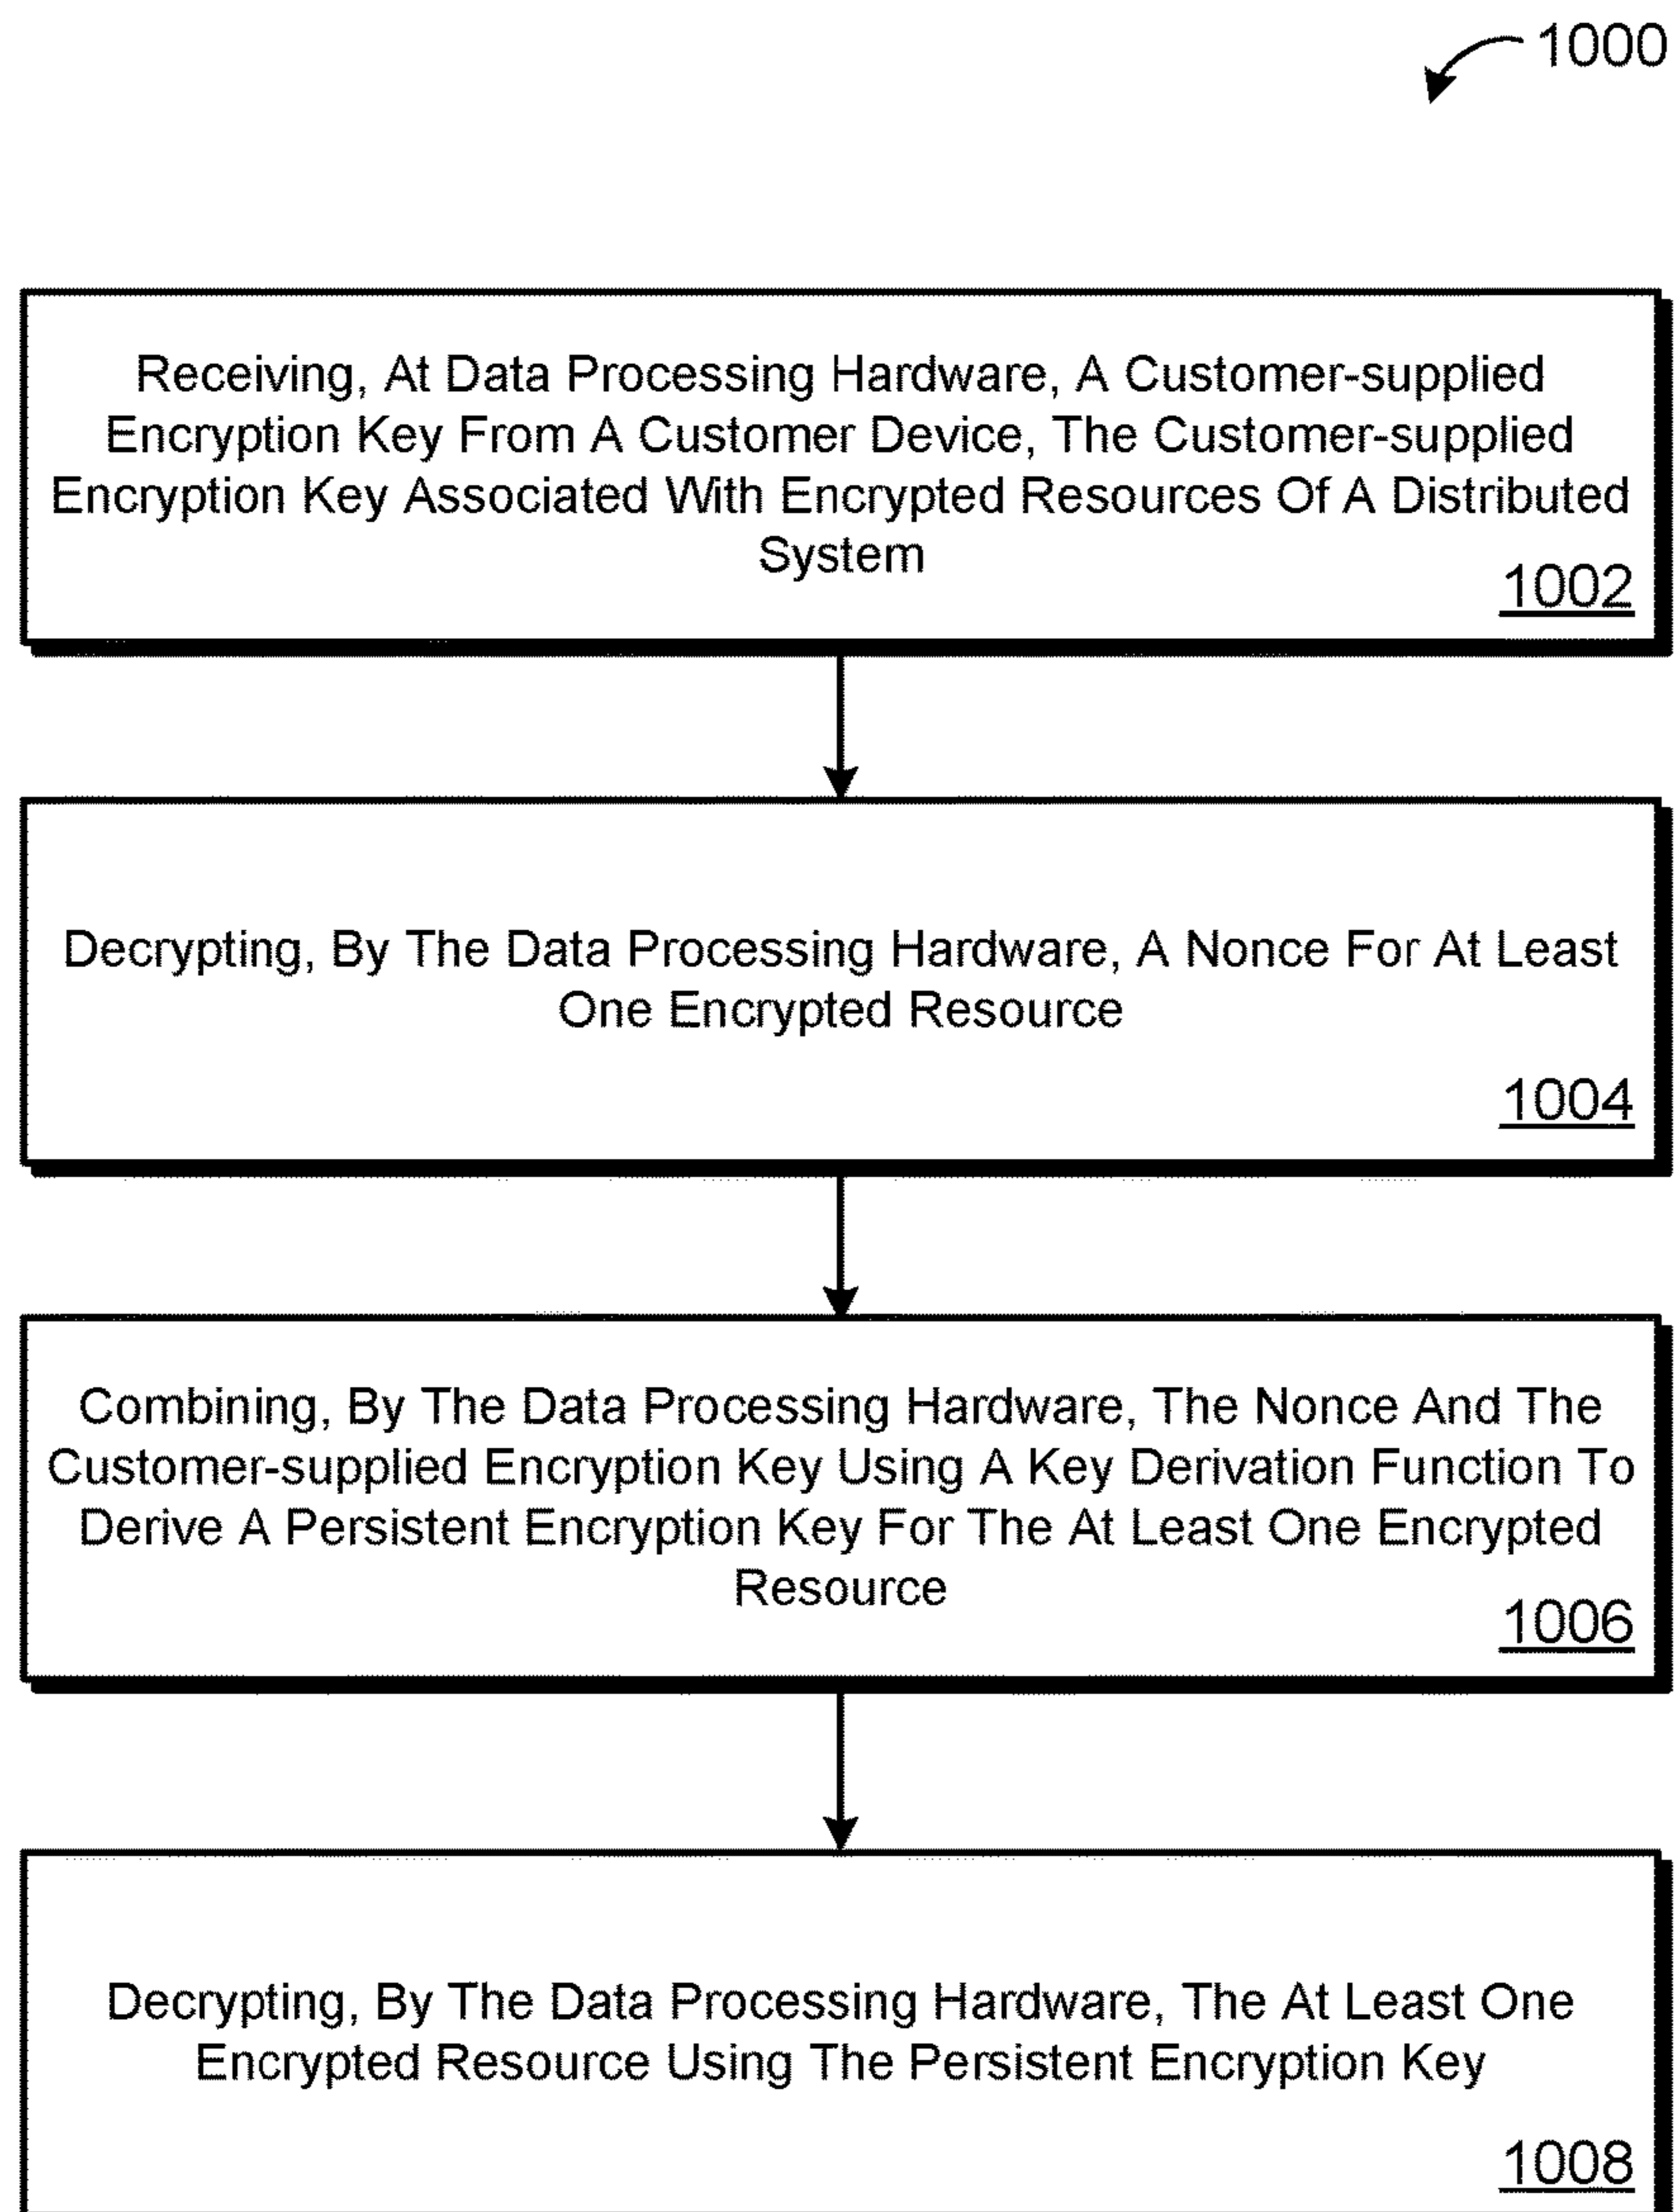 1000
Receiving, At Data Processing Hardware, A Customer-supplied
Encryption Key From A Customer Device, The Customer-supplied
Encryption Key Associated With Encrypted Resources Of A Distributed
System
1002
Decrypting, By The Data Processing Hardware, A Nonce For At Least
One Encrypted Resource
1004
Combining, By The Data Processing Hardware, The Nonce And The
Customer-supplied Encryption Key Using A Key Derivation Function To
Derive A Persistent Encryption Key For The At Least One Encrypted
Resource
1006
Decrypting, By The Data Processing Hardware, The At Least One
Encrypted Resource Using The Persistent Encryption Key
1008